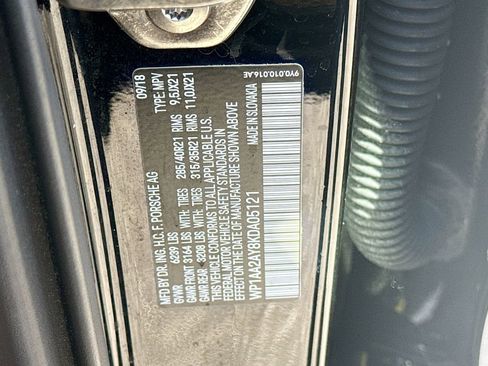 MFD BY DR. ING. H.C. F. PORSCHE AG 09/18
GVWR 6239 LBS TYPE: MPV
GAWR FRONT 3164 LBS WITH: TIRES 285/40R21 RIMS 9,5JX21
GAWR REAR 3208 LBS WITH: TIRES 315/35R21 RIMS 11,0JX21
THIS VEHICLE CONFORMS TO ALL APPLICABLE U.S.
FEDERAL MOTOR VEHICLE SAFETY STANDARDS IN
EFFECT ON THE DATE OF MANUFACTURE SHOWN ABOVE
WP1AA2AY8KDA05121 MADE IN SLOVAKIA
9Y0.010.016.AE